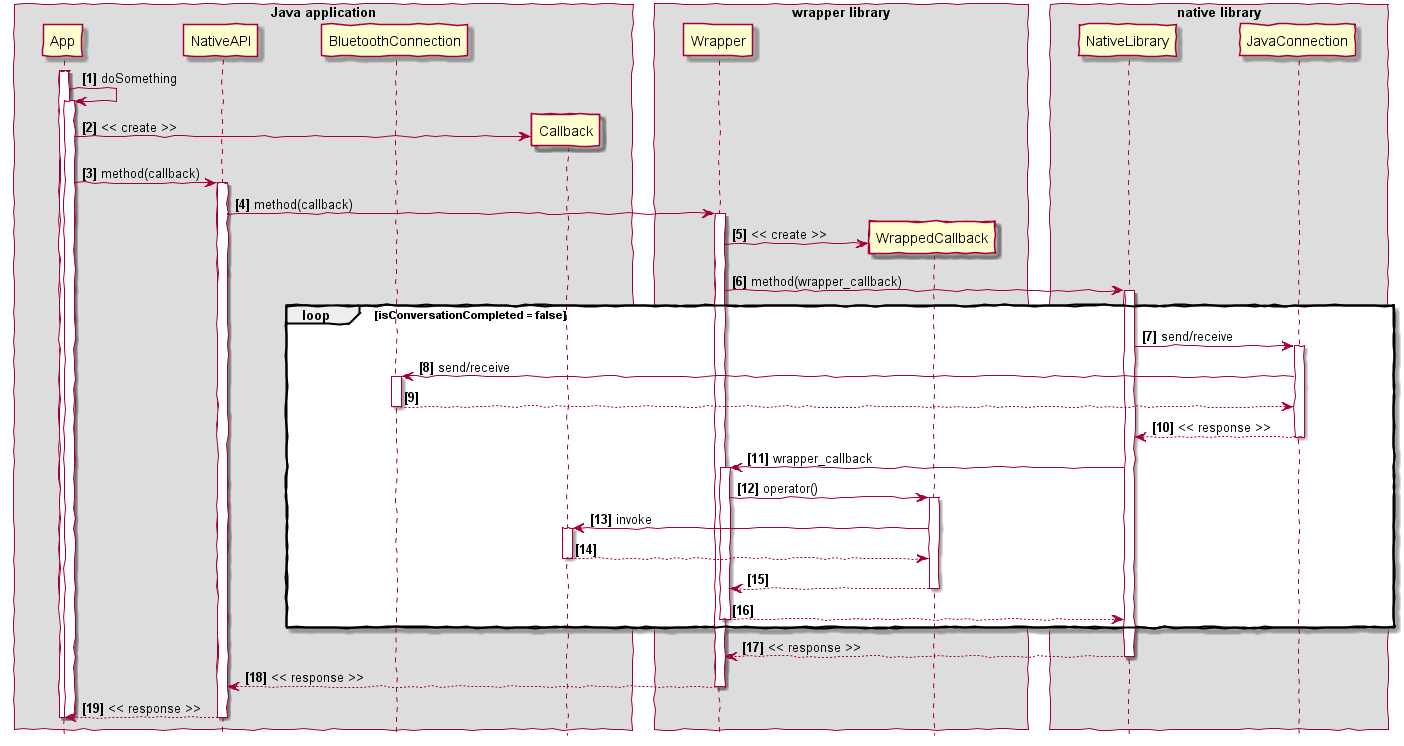 Java application
wrapper library
native library
App
NativeAPI
BluetoothConnection
Wrapper
NativeLibrary
JavaConnection
[1] doSomething
[2] << create >>
Callback
[3] method(callback)
[4] method(callback)
[5] << create >>
WrappedCallback
[6] method(wrapper_callback)
loop
[isConversationCompleted = false]
[7] send/receive
[8] send/receive
[9]
[10] << response >>
[11] wrapper_callback
[12] operator()
[13] invoke
[14]
[15]
[16]
[17] << response >>
[18] << response >>
[19] << response >>